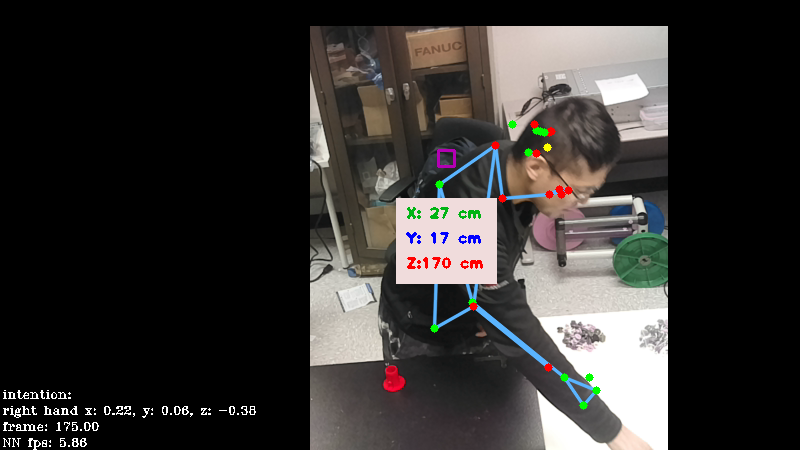 FANUC
X: 27 cm
Y: 17 cm
Z:170 cm
intention:
right hand x: 0.22, y: 0.06, z: -0.38
frame: 175.00
NN fps: 5.86